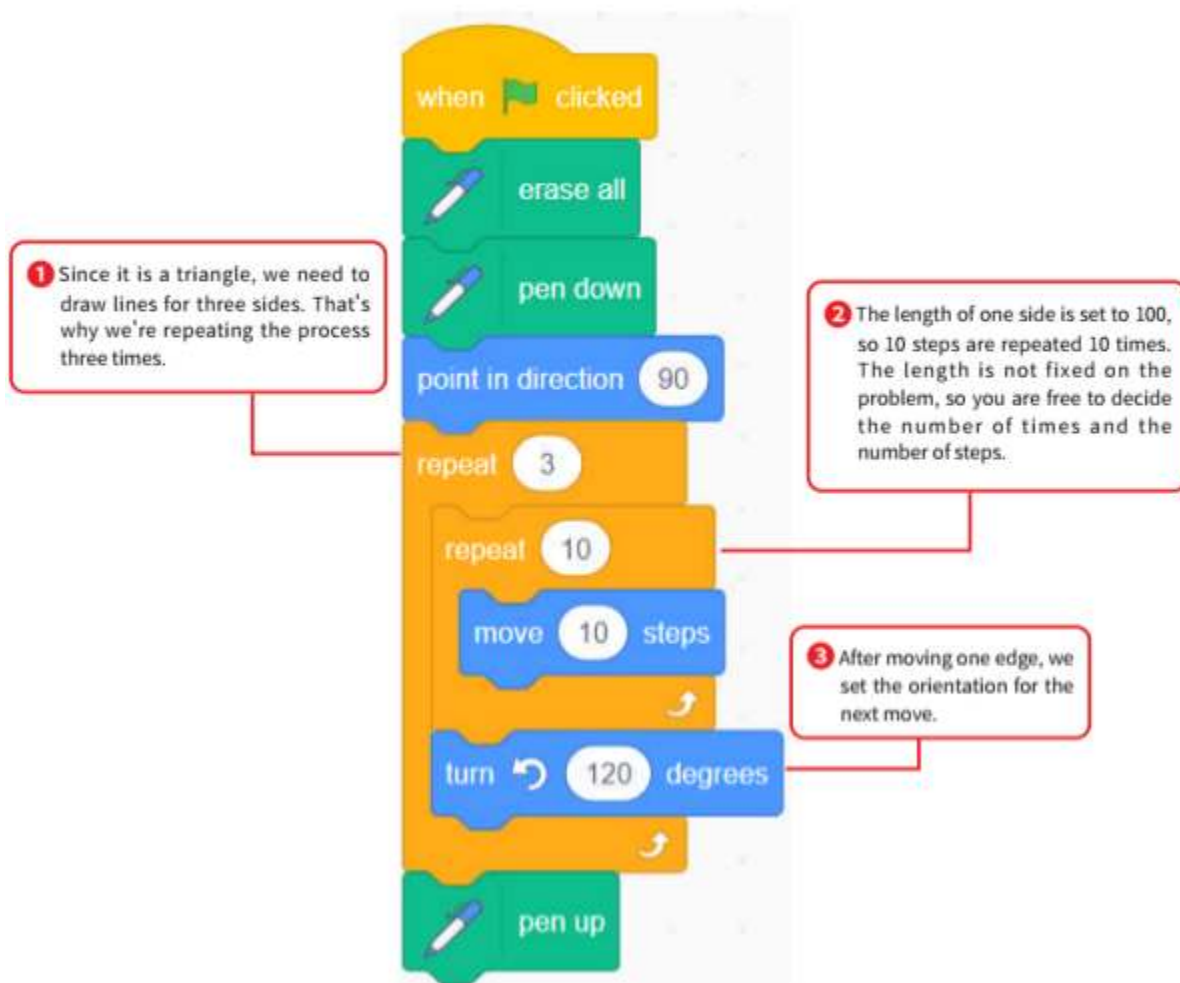 when clicked
erase all
pen down
point in direction 90
repeat 3
repeat 10
move 10 steps
turn 120 degrees
pen up
1 Since it is a triangle, we need to
draw lines for three sides. That's
why we're repeating the process
three times.
2 The length of one side is set to 100,
so 10 steps are repeated 10 times.
The length is not fixed on the
problem, so you are free to decide
the number of times and the
number of steps.
3 After moving one edge, we
set the orientation for the
next move.